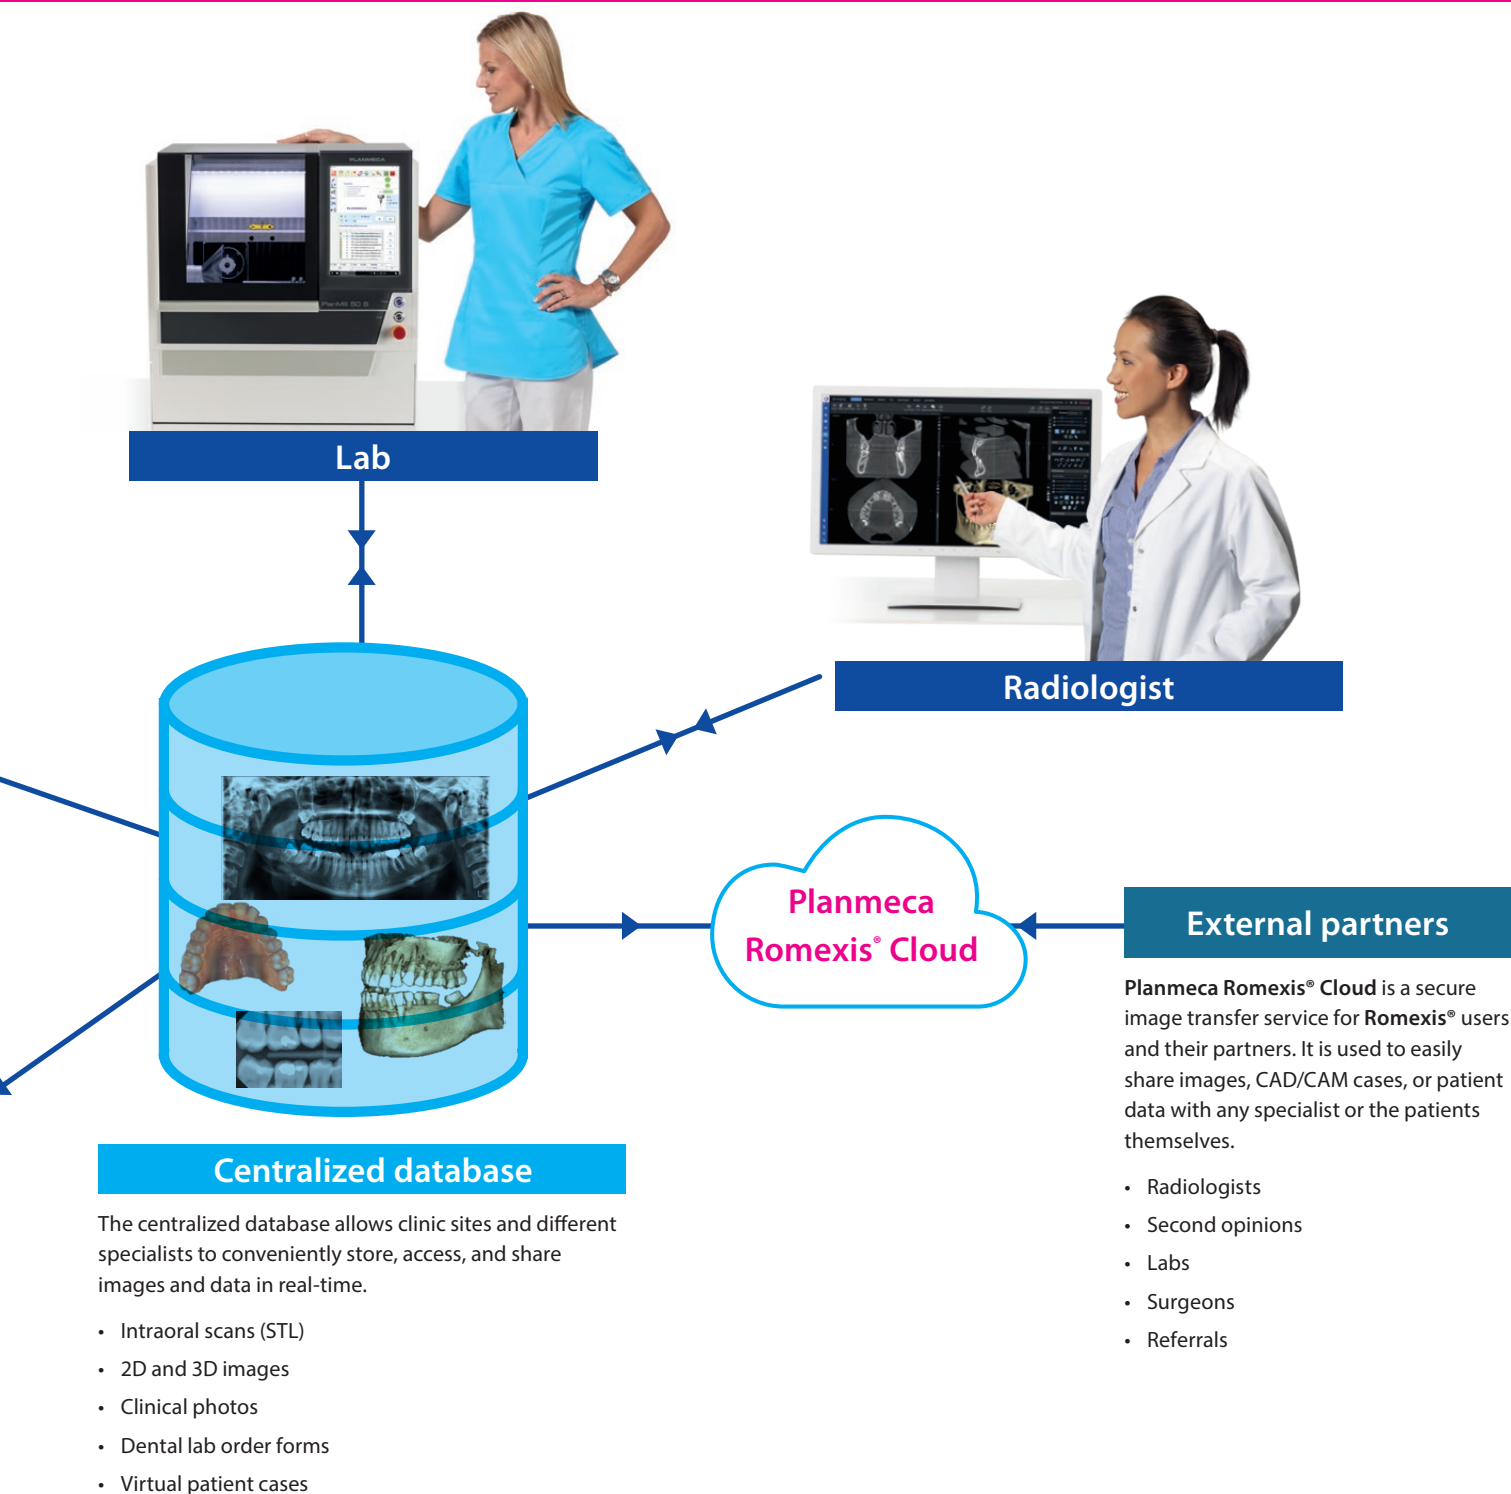 PLANMECA
PlanMill 50 S
Lab
Radiologist
Planmeca
Romexis® Cloud
External partners
Planmeca Romexis® Cloud is a secure
image transfer service for Romexis® users
and their partners. It is used to easily
share images, CAD/CAM cases, or patient
data with any specialist or the patients
themselves.
• Radiologists
• Second opinions
• Labs
• Surgeons
• Referrals
Centralized database
The centralized database allows clinic sites and different
specialists to conveniently store, access, and share
images and data in real-time.
• Intraoral scans (STL)
• 2D and 3D images
• Clinical photos
• Dental lab order forms
• Virtual patient cases